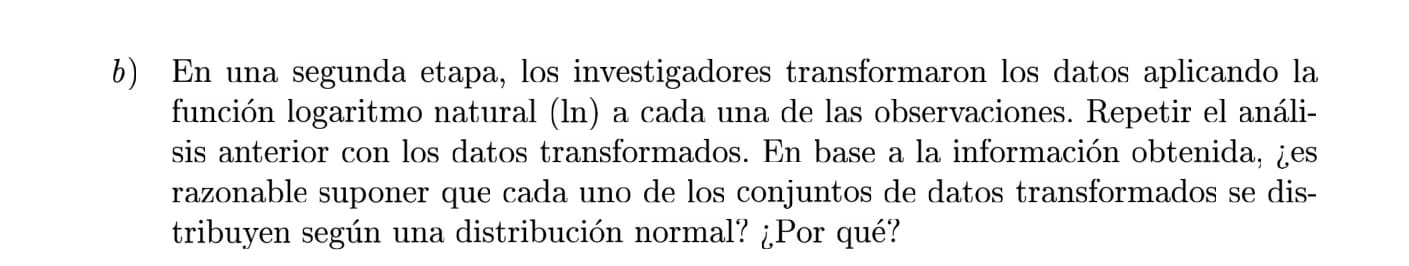 b) En una segunda etapa, los investigadores transformaron los datos aplicando la
función logaritmo natural (ln) a cada una de las observaciones. Repetir el análi-
sis anterior con los datos transformados. En base a la información obtenida, ¿es
razonable suponer que cada uno de los conjuntos de datos transformados se dis-
tribuyen según una distribución normal? ¿Por qué?